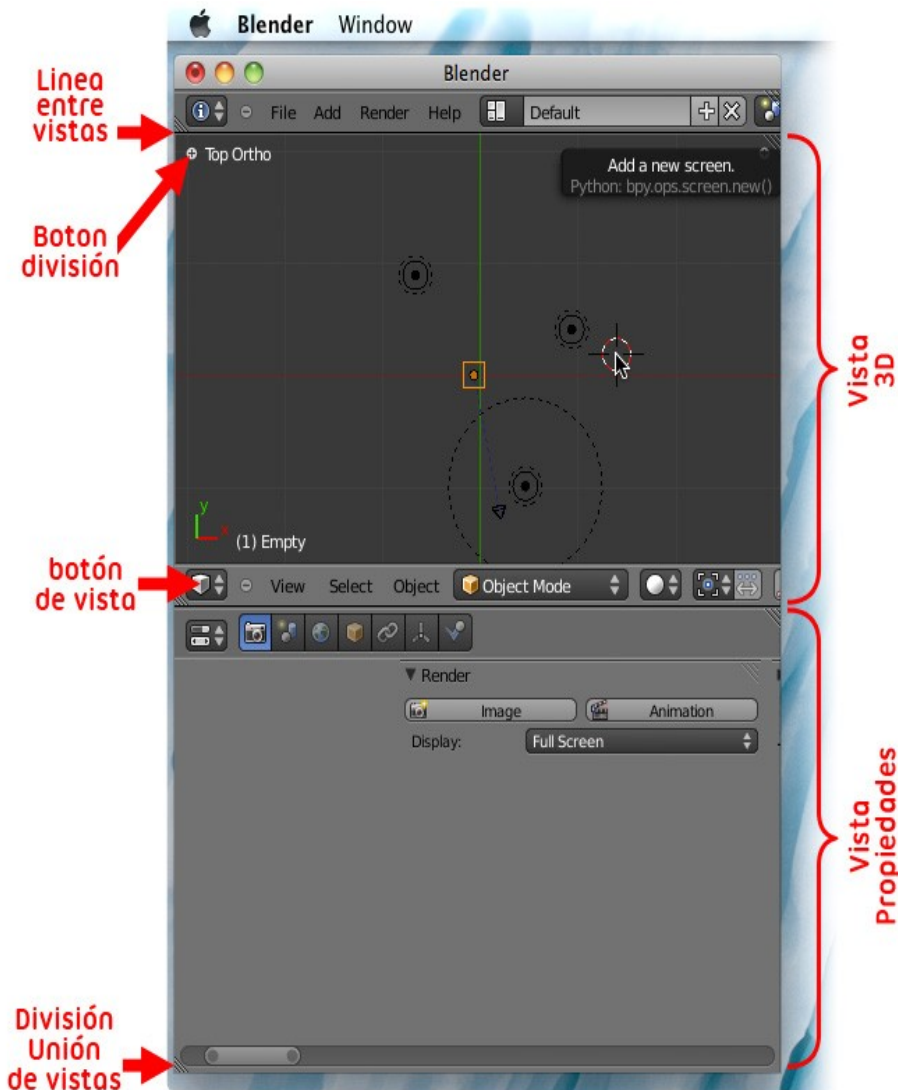 Blender Window
Blender
Linea
entre
vistas
File Add Render Help Default
Top Ortho
Add a new screen.
Python: bpy.ops.screen.new()
Boton
división
Vista
3D
y
x
(1) Empty
botón
de vista
View Select Object Object Mode
Render
Image Animation
Display: Full Screen
Vista
Propiedades
División
Unión
de vistas